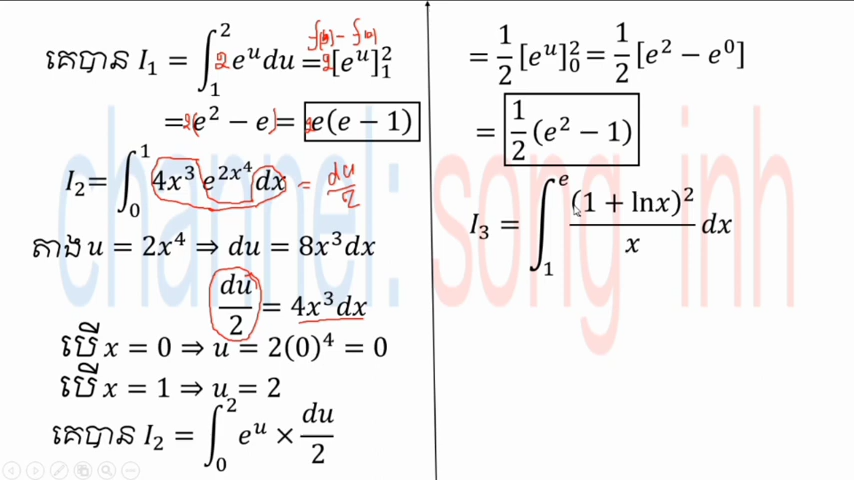 គេបាន I₁ = ∫₁² 2eᵘdu = 2[eᵘ]₁²
f(b) − f(a)
= 2(e² − e) = 2e(e − 1)
I₂ = ∫₀¹ 4x³ e^{2x⁴} dx = du/2
តាង u = 2x⁴ ⇒ du = 8x³dx
du/2 = 4x³dx
បើ x = 0 ⇒ u = 2(0)⁴ = 0
បើ x = 1 ⇒ u = 2
គេបាន I₂ = ∫₀² eᵘ × du/2
= 1/2 [eᵘ]₀² = 1/2 [e² − e⁰]
= 1/2 (e² − 1)
I₃ = ∫₁ᵉ (1 + lnx)²/x dx
channel: song inh